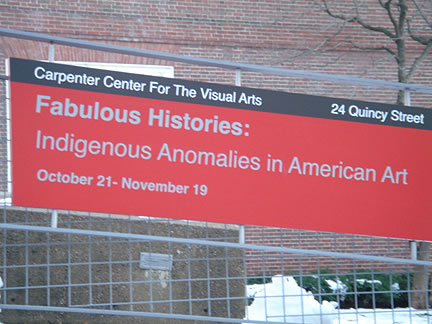 Carpenter Center For The Visual Arts 24 Quincy Street
Fabulous Histories:
Indigenous Anomalies in American Art
October 21- November 19